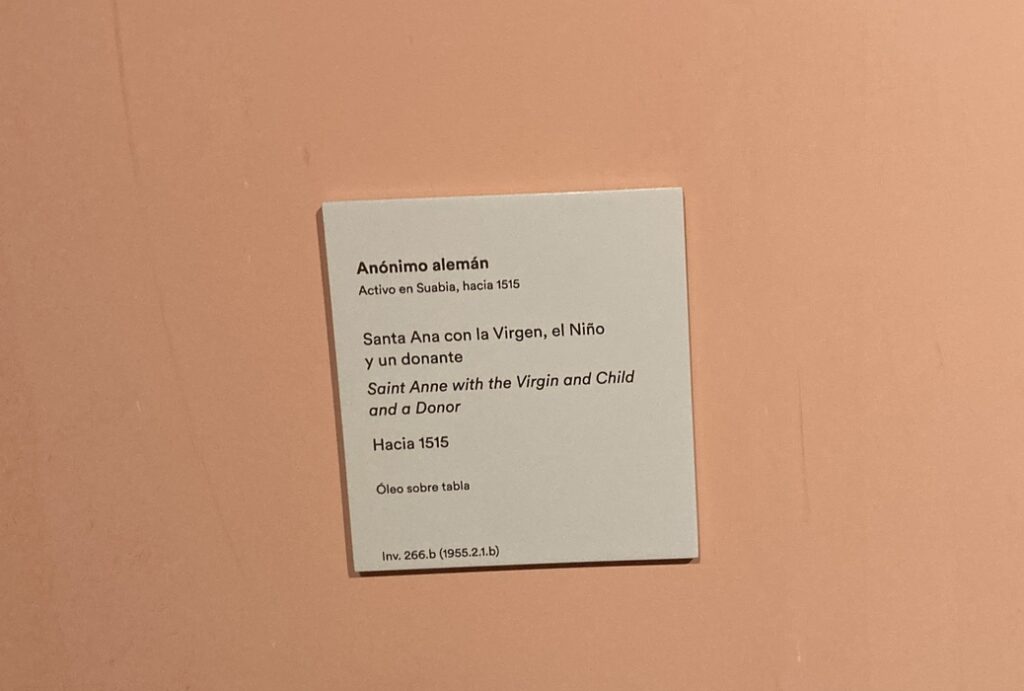 Anónimo alemán
Activo en Suabia, hacia 1515
Santa Ana con la Virgen, el Niño
y un donante
Saint Anne with the Virgin and Child
and a Donor
Hacia 1515
Óleo sobre tabla
Inv. 266.b (1955.2.1.b)